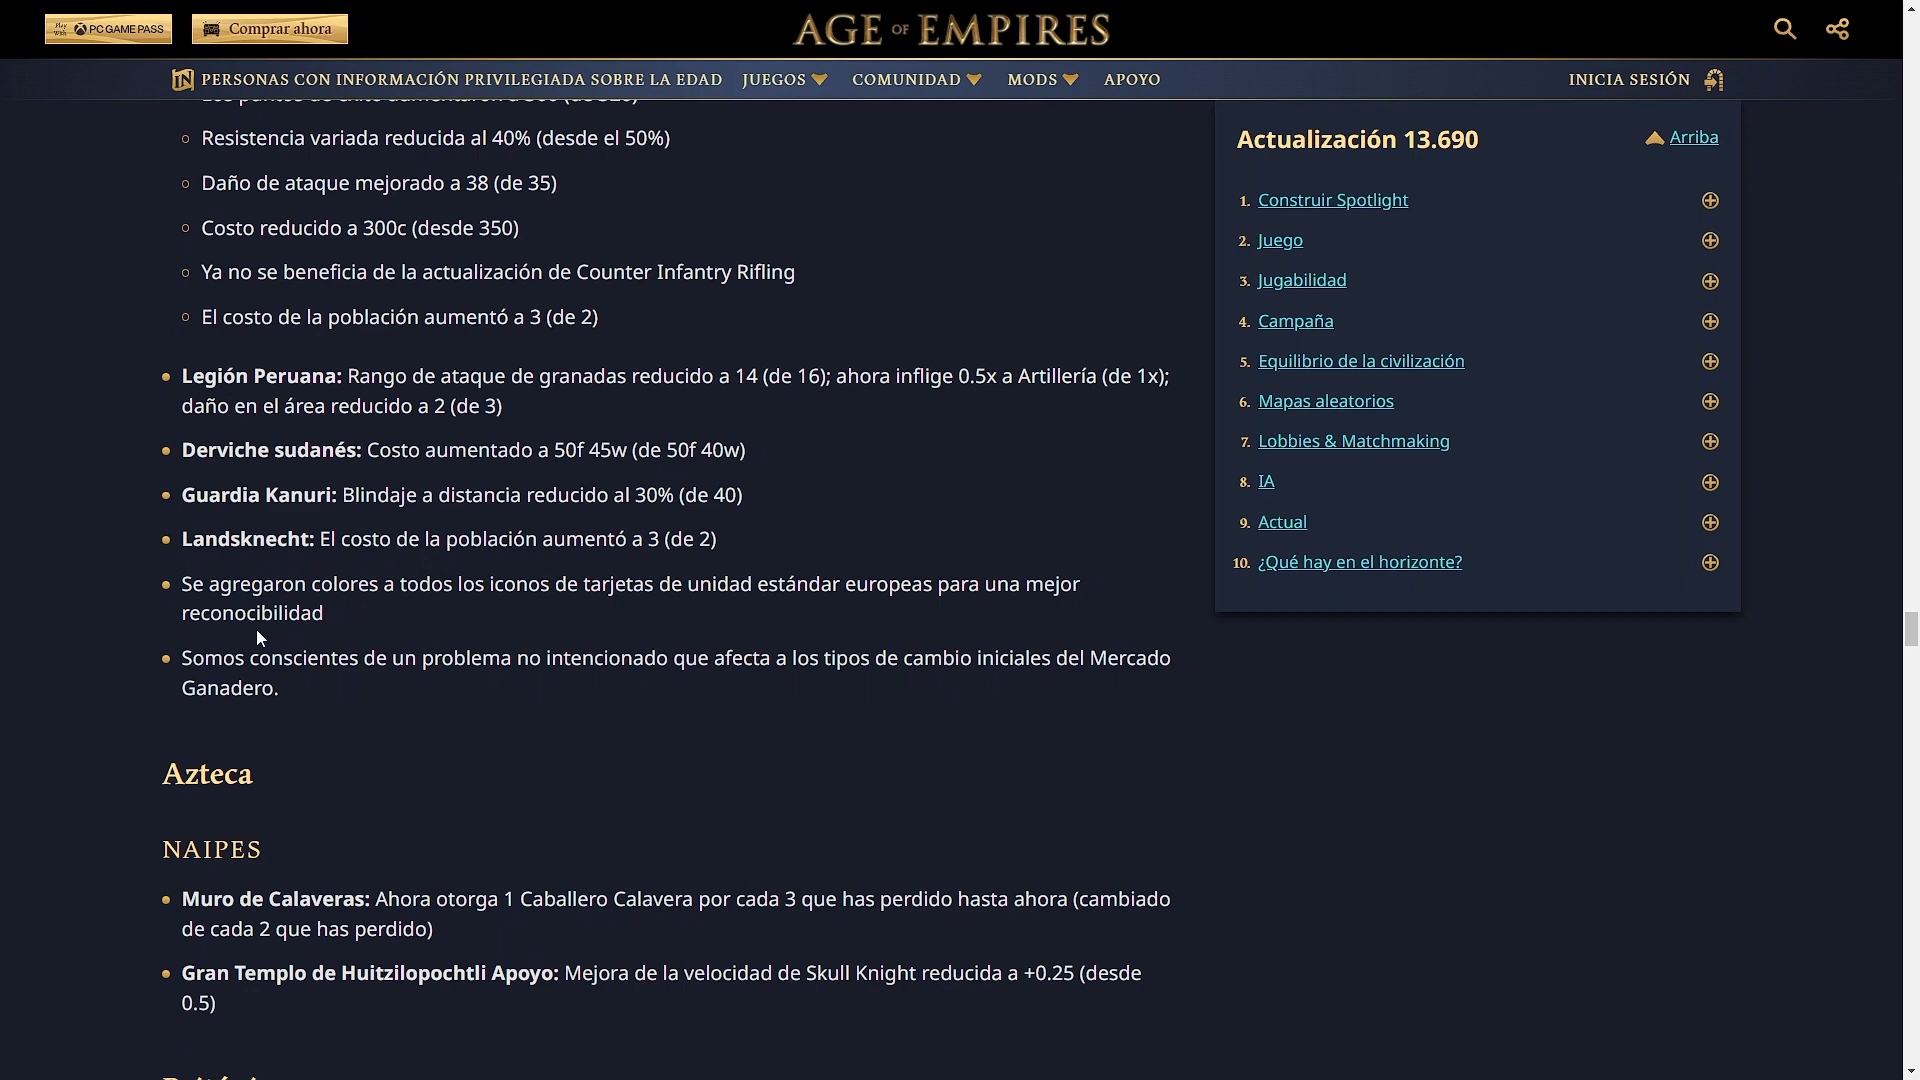 Play With PC GAME PASS
Comprar ahora
AGE OF EMPIRES
PERSONAS CON INFORMACIÓN PRIVILEGIADA SOBRE LA EDAD
JUEGOS
COMUNIDAD
MODS
APOYO
INICIA SESIÓN
Resistencia variada reducida al 40% (desde el 50%)
Daño de ataque mejorado a 38 (de 35)
Costo reducido a 300c (desde 350)
Ya no se beneficia de la actualización de Counter Infantry Rifling
El costo de la población aumentó a 3 (de 2)
Legión Peruana: Rango de ataque de granadas reducido a 14 (de 16); ahora inflige 0.5x a Artillería (de 1x);
daño en el área reducido a 2 (de 3)
Derviche sudanés: Costo aumentado a 50f 45w (de 50f 40w)
Guardia Kanuri: Blindaje a distancia reducido al 30% (de 40)
Landsknecht: El costo de la población aumentó a 3 (de 2)
Se agregaron colores a todos los iconos de tarjetas de unidad estándar europeas para una mejor
reconocibilidad
Somos conscientes de un problema no intencionado que afecta a los tipos de cambio iniciales del Mercado
Ganadero.
Azteca
NAIPES
Muro de Calaveras: Ahora otorga 1 Caballero Calavera por cada 3 que has perdido hasta ahora (cambiado
de cada 2 que has perdido)
Gran Templo de Huitzilopochtli Apoyo: Mejora de la velocidad de Skull Knight reducida a +0.25 (desde
0.5)
Actualización 13.690
Arriba
1. Construir Spotlight
2. Juego
3. Jugabilidad
4. Campaña
5. Equilibrio de la civilización
6. Mapas aleatorios
7. Lobbies & Matchmaking
8. IA
9. Actual
10. ¿Qué hay en el horizonte?